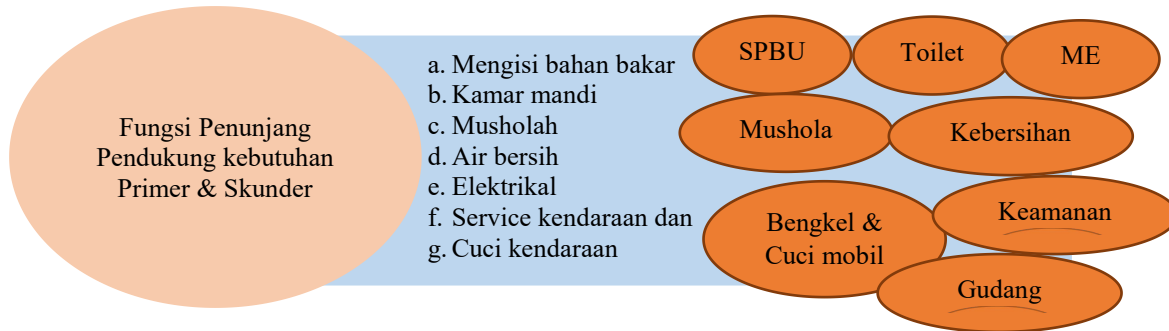 Fungsi Penunjang
Pendukung kebutuhan
Primer & Skunder
a. Mengisi bahan bakar
b. Kamar mandi
c. Musholah
d. Air bersih
e. Elektrikal
f. Service kendaraan dan
g. Cuci kendaraan
SPBU
Toilet
ME
Mushola
Kebersihan
Bengkel &
Cuci mobil
Keamanan
Gudang